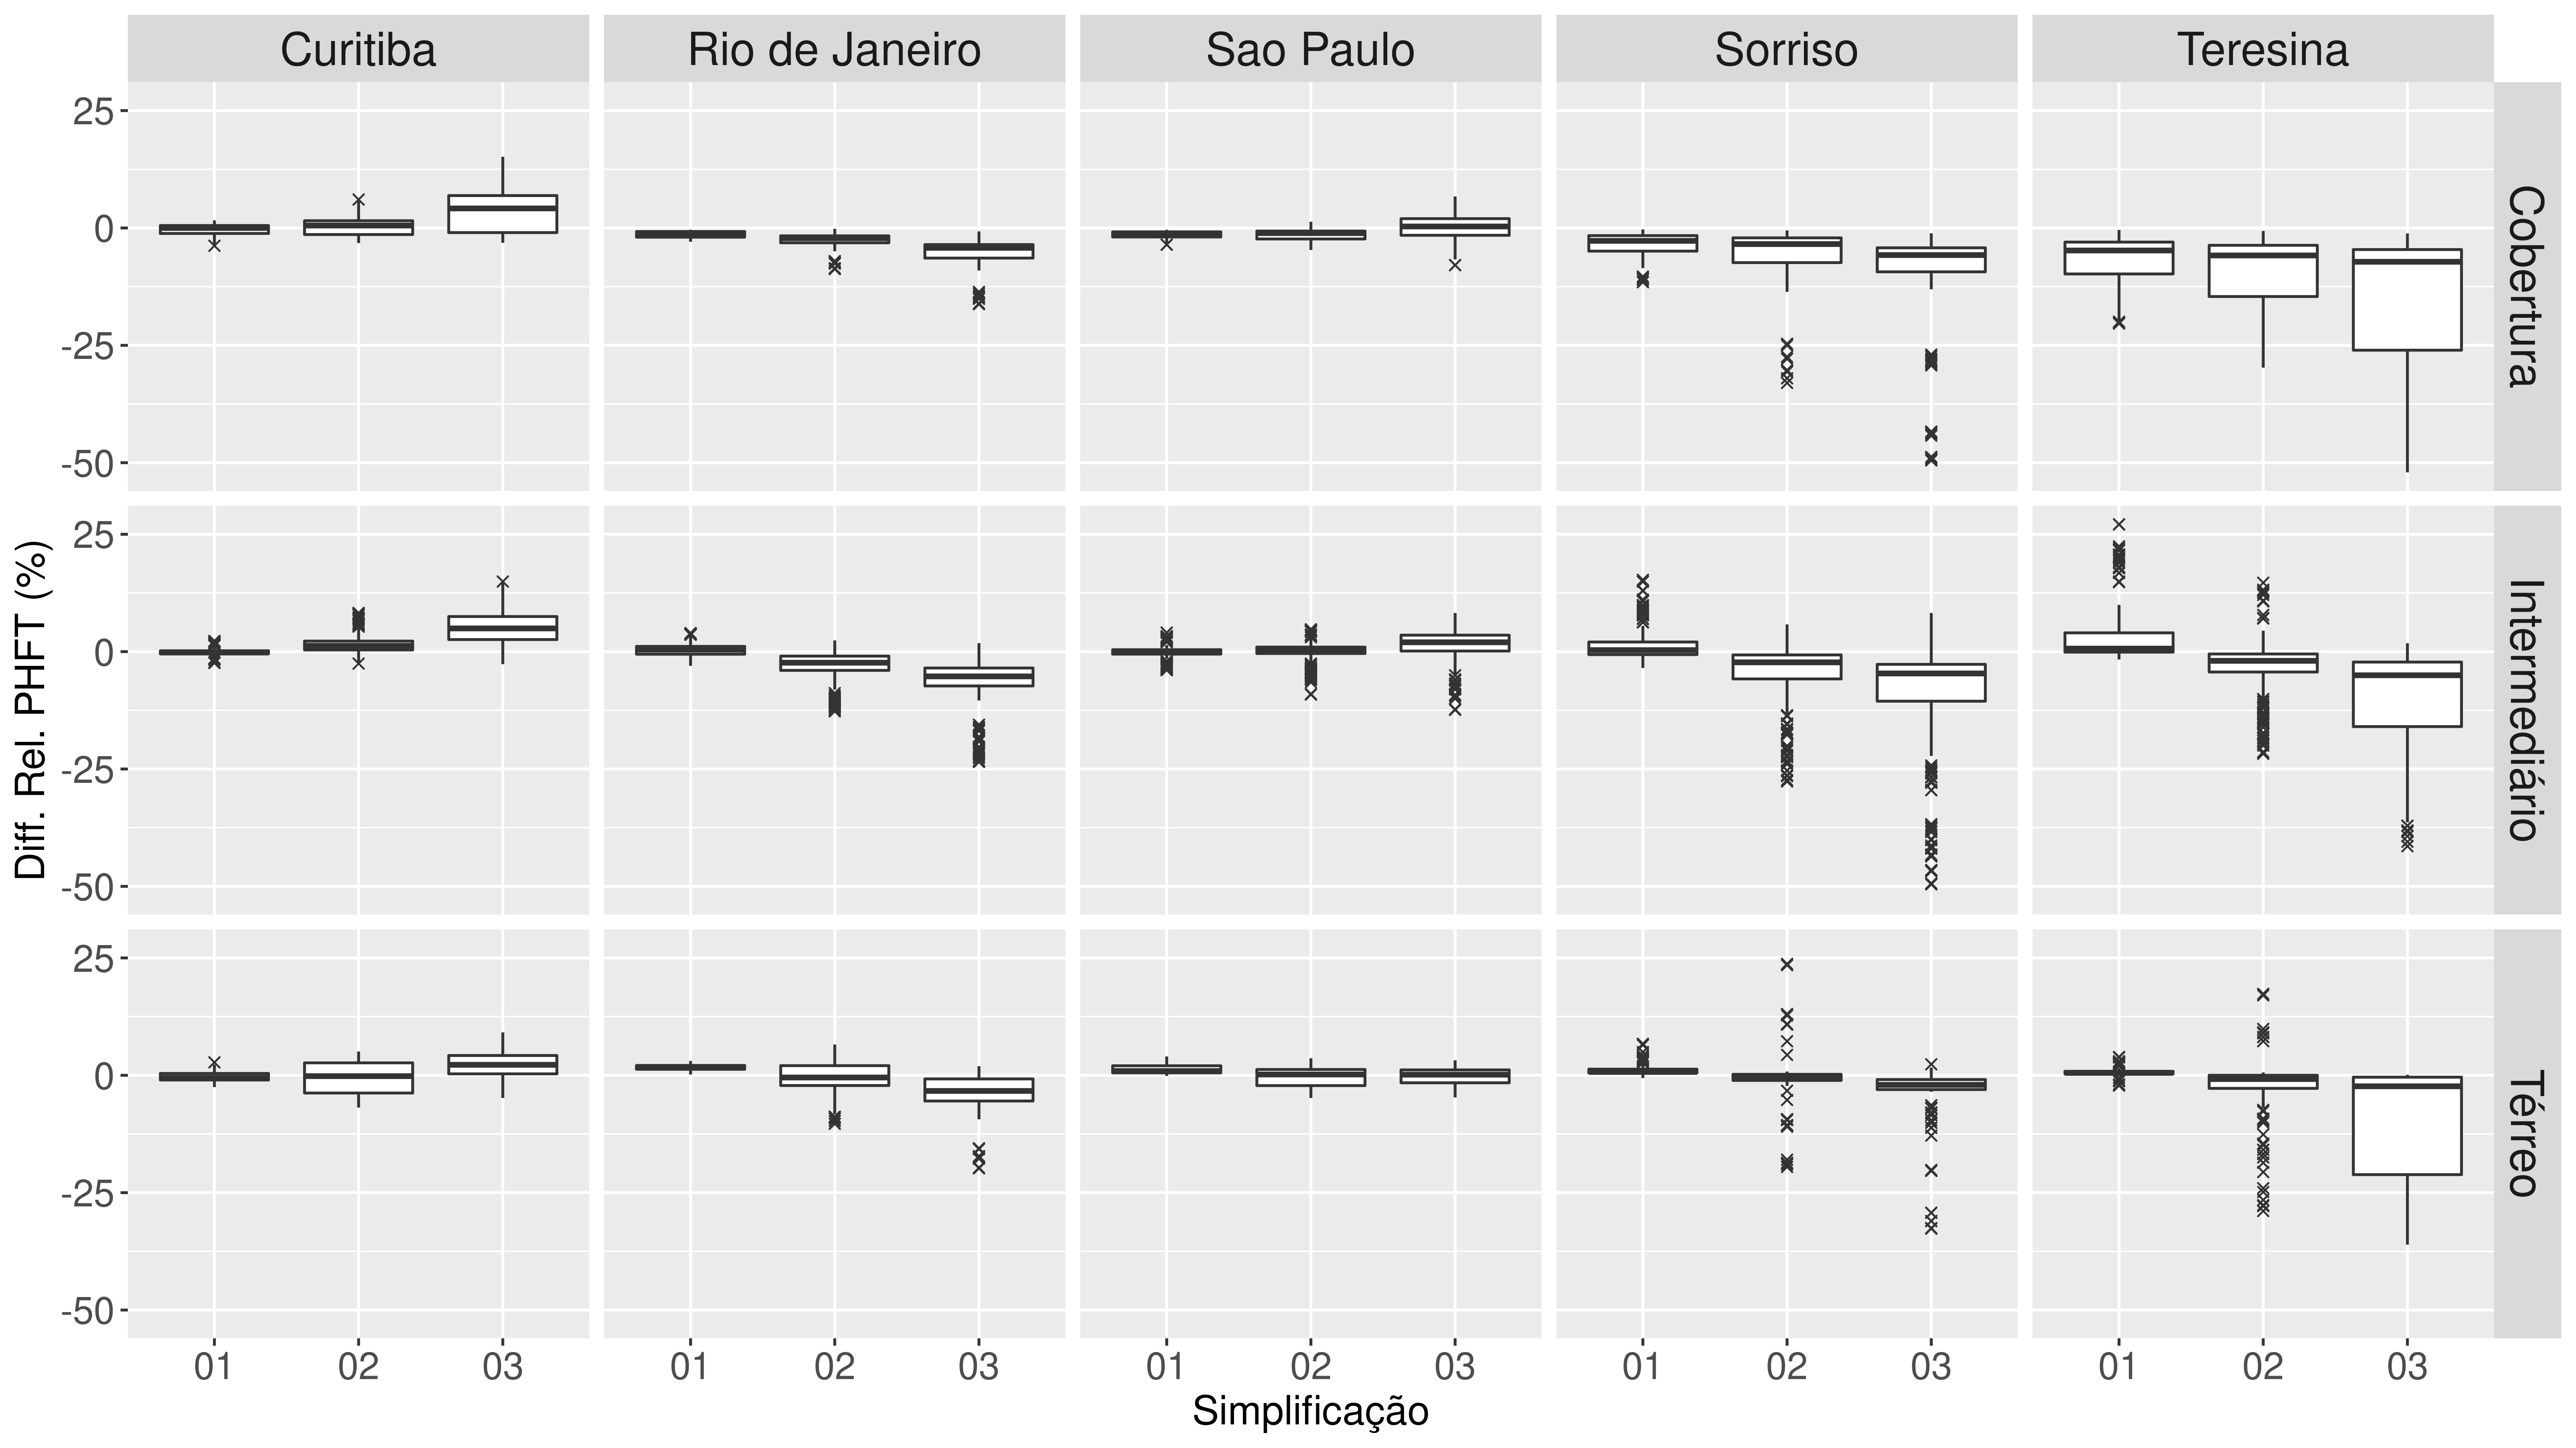 Curitiba
Rio de Janeiro
Sao Paulo
Sorriso
Teresina
25
0
-25
-50
Cobertura
25
0
-25
-50
Intermediário
25
0
-25
-50
Térreo
Diff. Rel. PHFT (%)
01 02 03
01 02 03
01 02 03
01 02 03
01 02 03
Simplificação